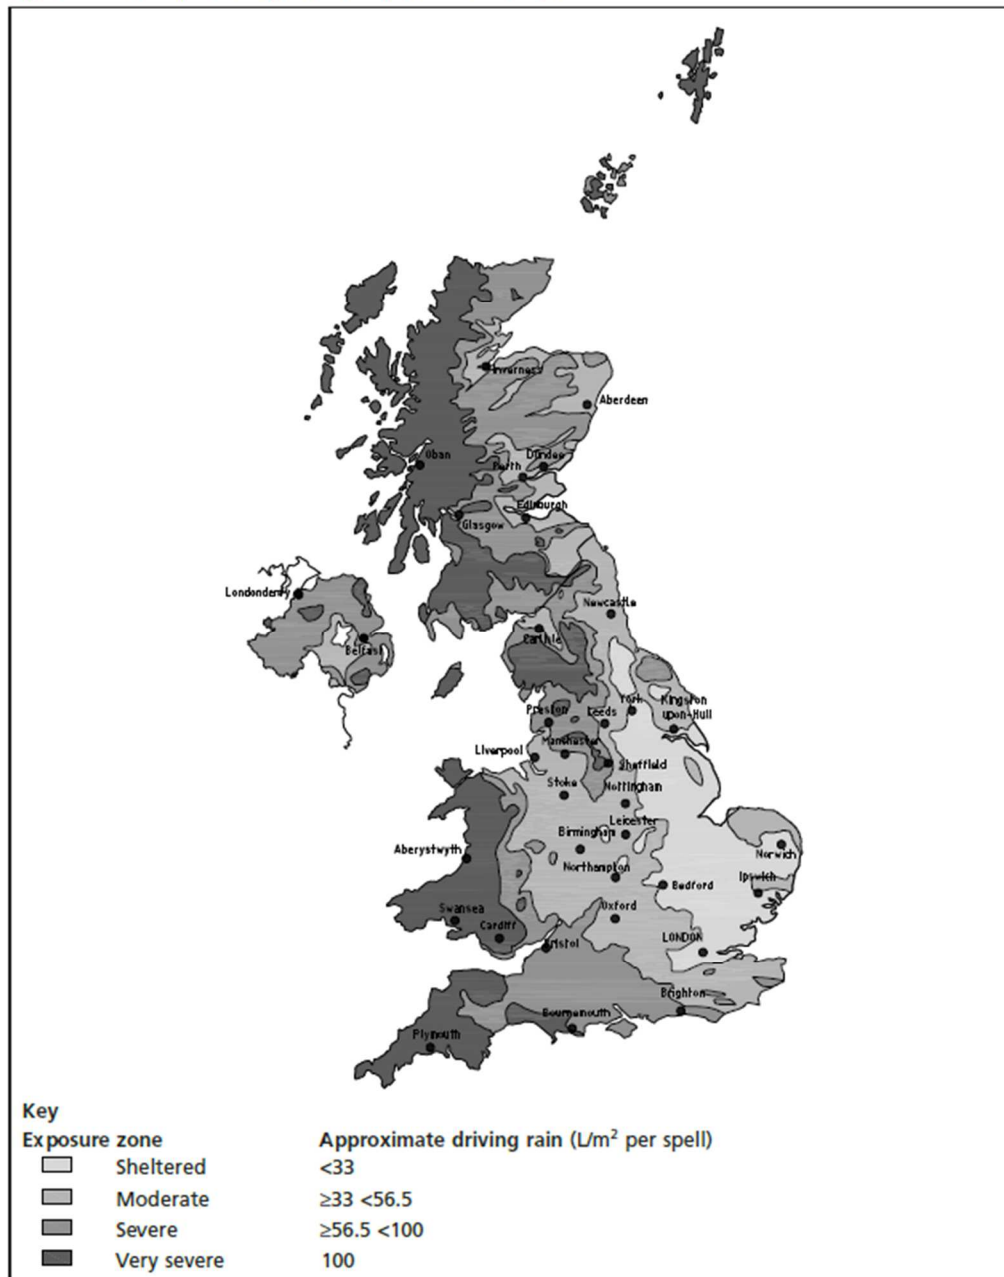 Inverness
Aberdeen
Oban
Dundee
Perth
Edinburgh
Glasgow
Londonderry
Newcastle
Carlisle
Belfast
York
Kingston
upon-Hull
Preston
Leeds
Manchester
Liverpool
Sheffield
Stoke
Nottingham
Leicester
Birmingham
Aberystwyth
Norwich
Northampton
Ipswich
Bedford
Swansea
Oxford
Cardiff
LONDON
Bristol
Brighton
Bournemouth
Plymouth
Key
Exposure zone Approximate driving rain (L/m² per spell)
Sheltered <33
Moderate ≥33 <56.5
Severe ≥56.5 <100
Very severe 100